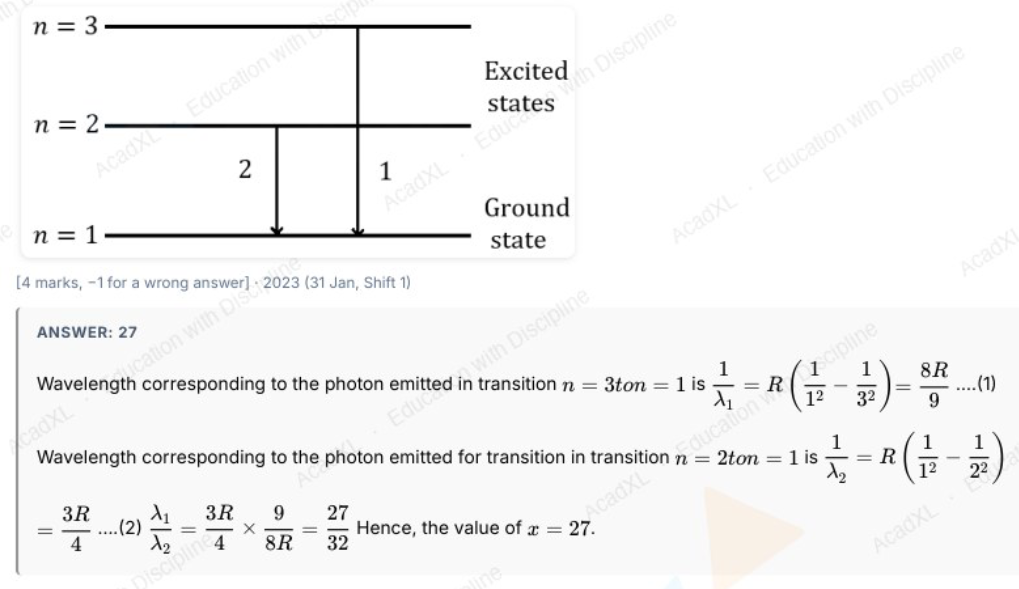 n = 3
Excited
states
n = 2
2
1
Ground
state
n = 1
[4 marks, −1 for a wrong answer] · 2023 (31 Jan, Shift 1)
ANSWER: 27
Wavelength corresponding to the photon emitted in transition n = 3ton = 1 is 1/λ₁ = R(1/1² − 1/3²) = 8R/9 ....(1)
Wavelength corresponding to the photon emitted for transition in transition n = 2ton = 1 is 1/λ₂ = R(1/1² − 1/2²)
= 3R/4 ....(2) λ₁/λ₂ = 3R/4 × 9/8R = 27/32 Hence, the value of x = 27.
AcadXL · Education with Discipline